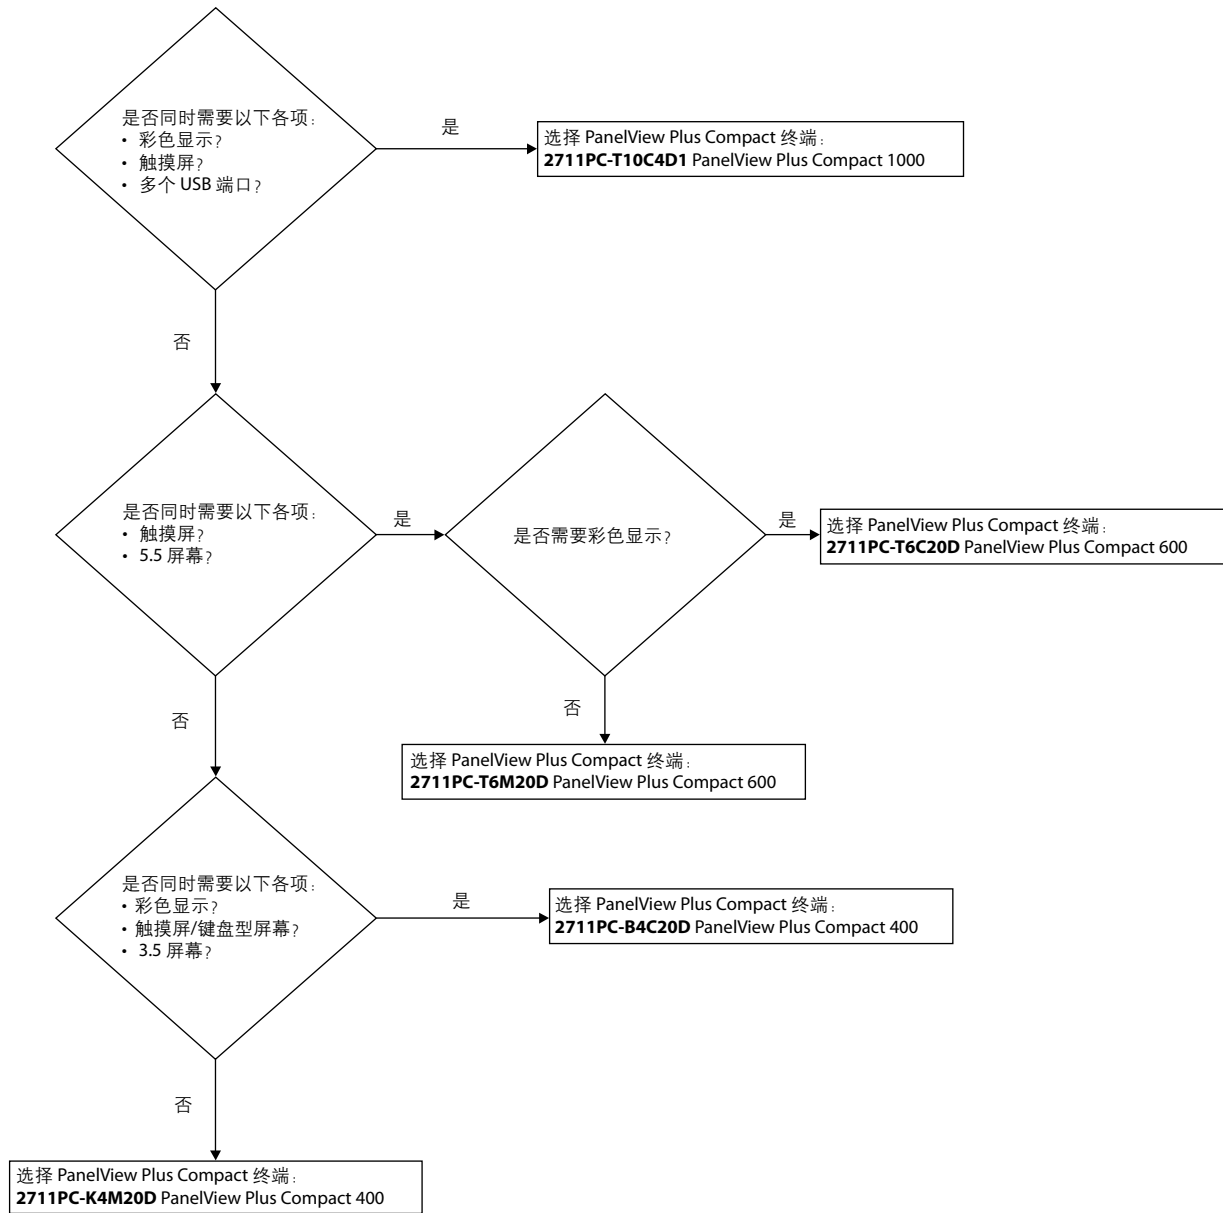 是否同时需要以下各项：
• 彩色显示？
• 触摸屏？
• 多个 USB 端口？
是
选择 PanelView Plus Compact 终端：
2711PC-T10C4D1 PanelView Plus Compact 1000
否
是否同时需要以下各项：
• 触摸屏？
• 5.5 屏幕？
是
是否需要彩色显示？
是
选择 PanelView Plus Compact 终端：
2711PC-T6C20D PanelView Plus Compact 600
否
选择 PanelView Plus Compact 终端：
2711PC-T6M20D PanelView Plus Compact 600
否
是否同时需要以下各项：
• 彩色显示？
• 触摸屏/键盘型屏幕？
• 3.5 屏幕？
是
选择 PanelView Plus Compact 终端：
2711PC-B4C20D PanelView Plus Compact 400
否
选择 PanelView Plus Compact 终端：
2711PC-K4M20D PanelView Plus Compact 400